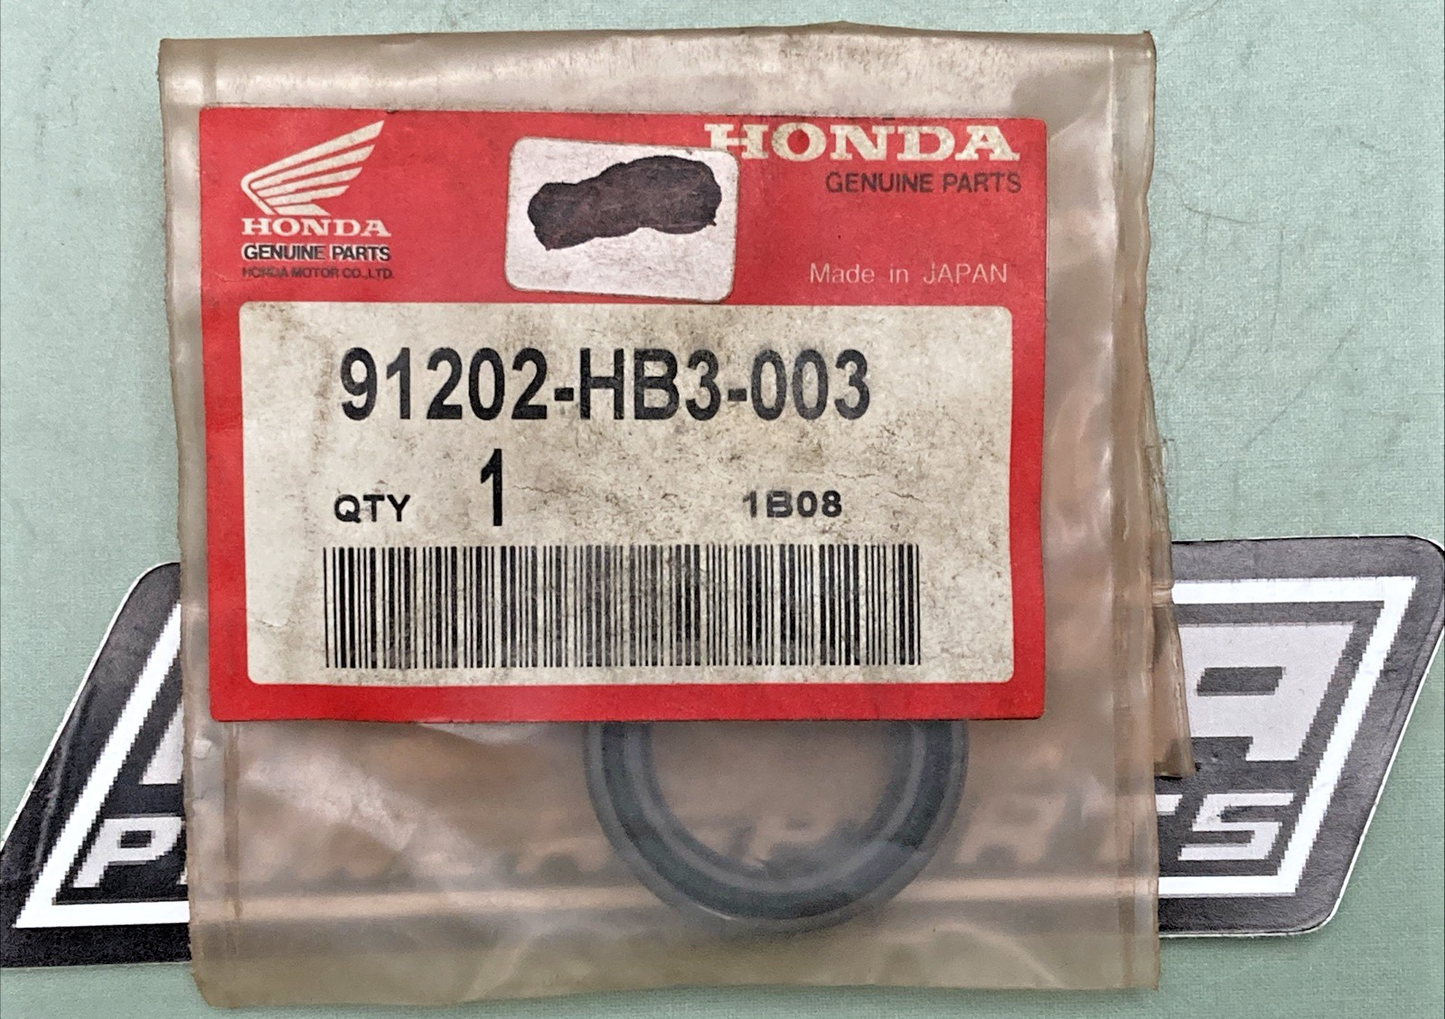 HONDA
GENUINE PARTS
HONDA MOTOR CO.,LTD.
HONDA
GENUINE PARTS
Made in JAPAN
91202-HB3-003
QTY 1 1B08